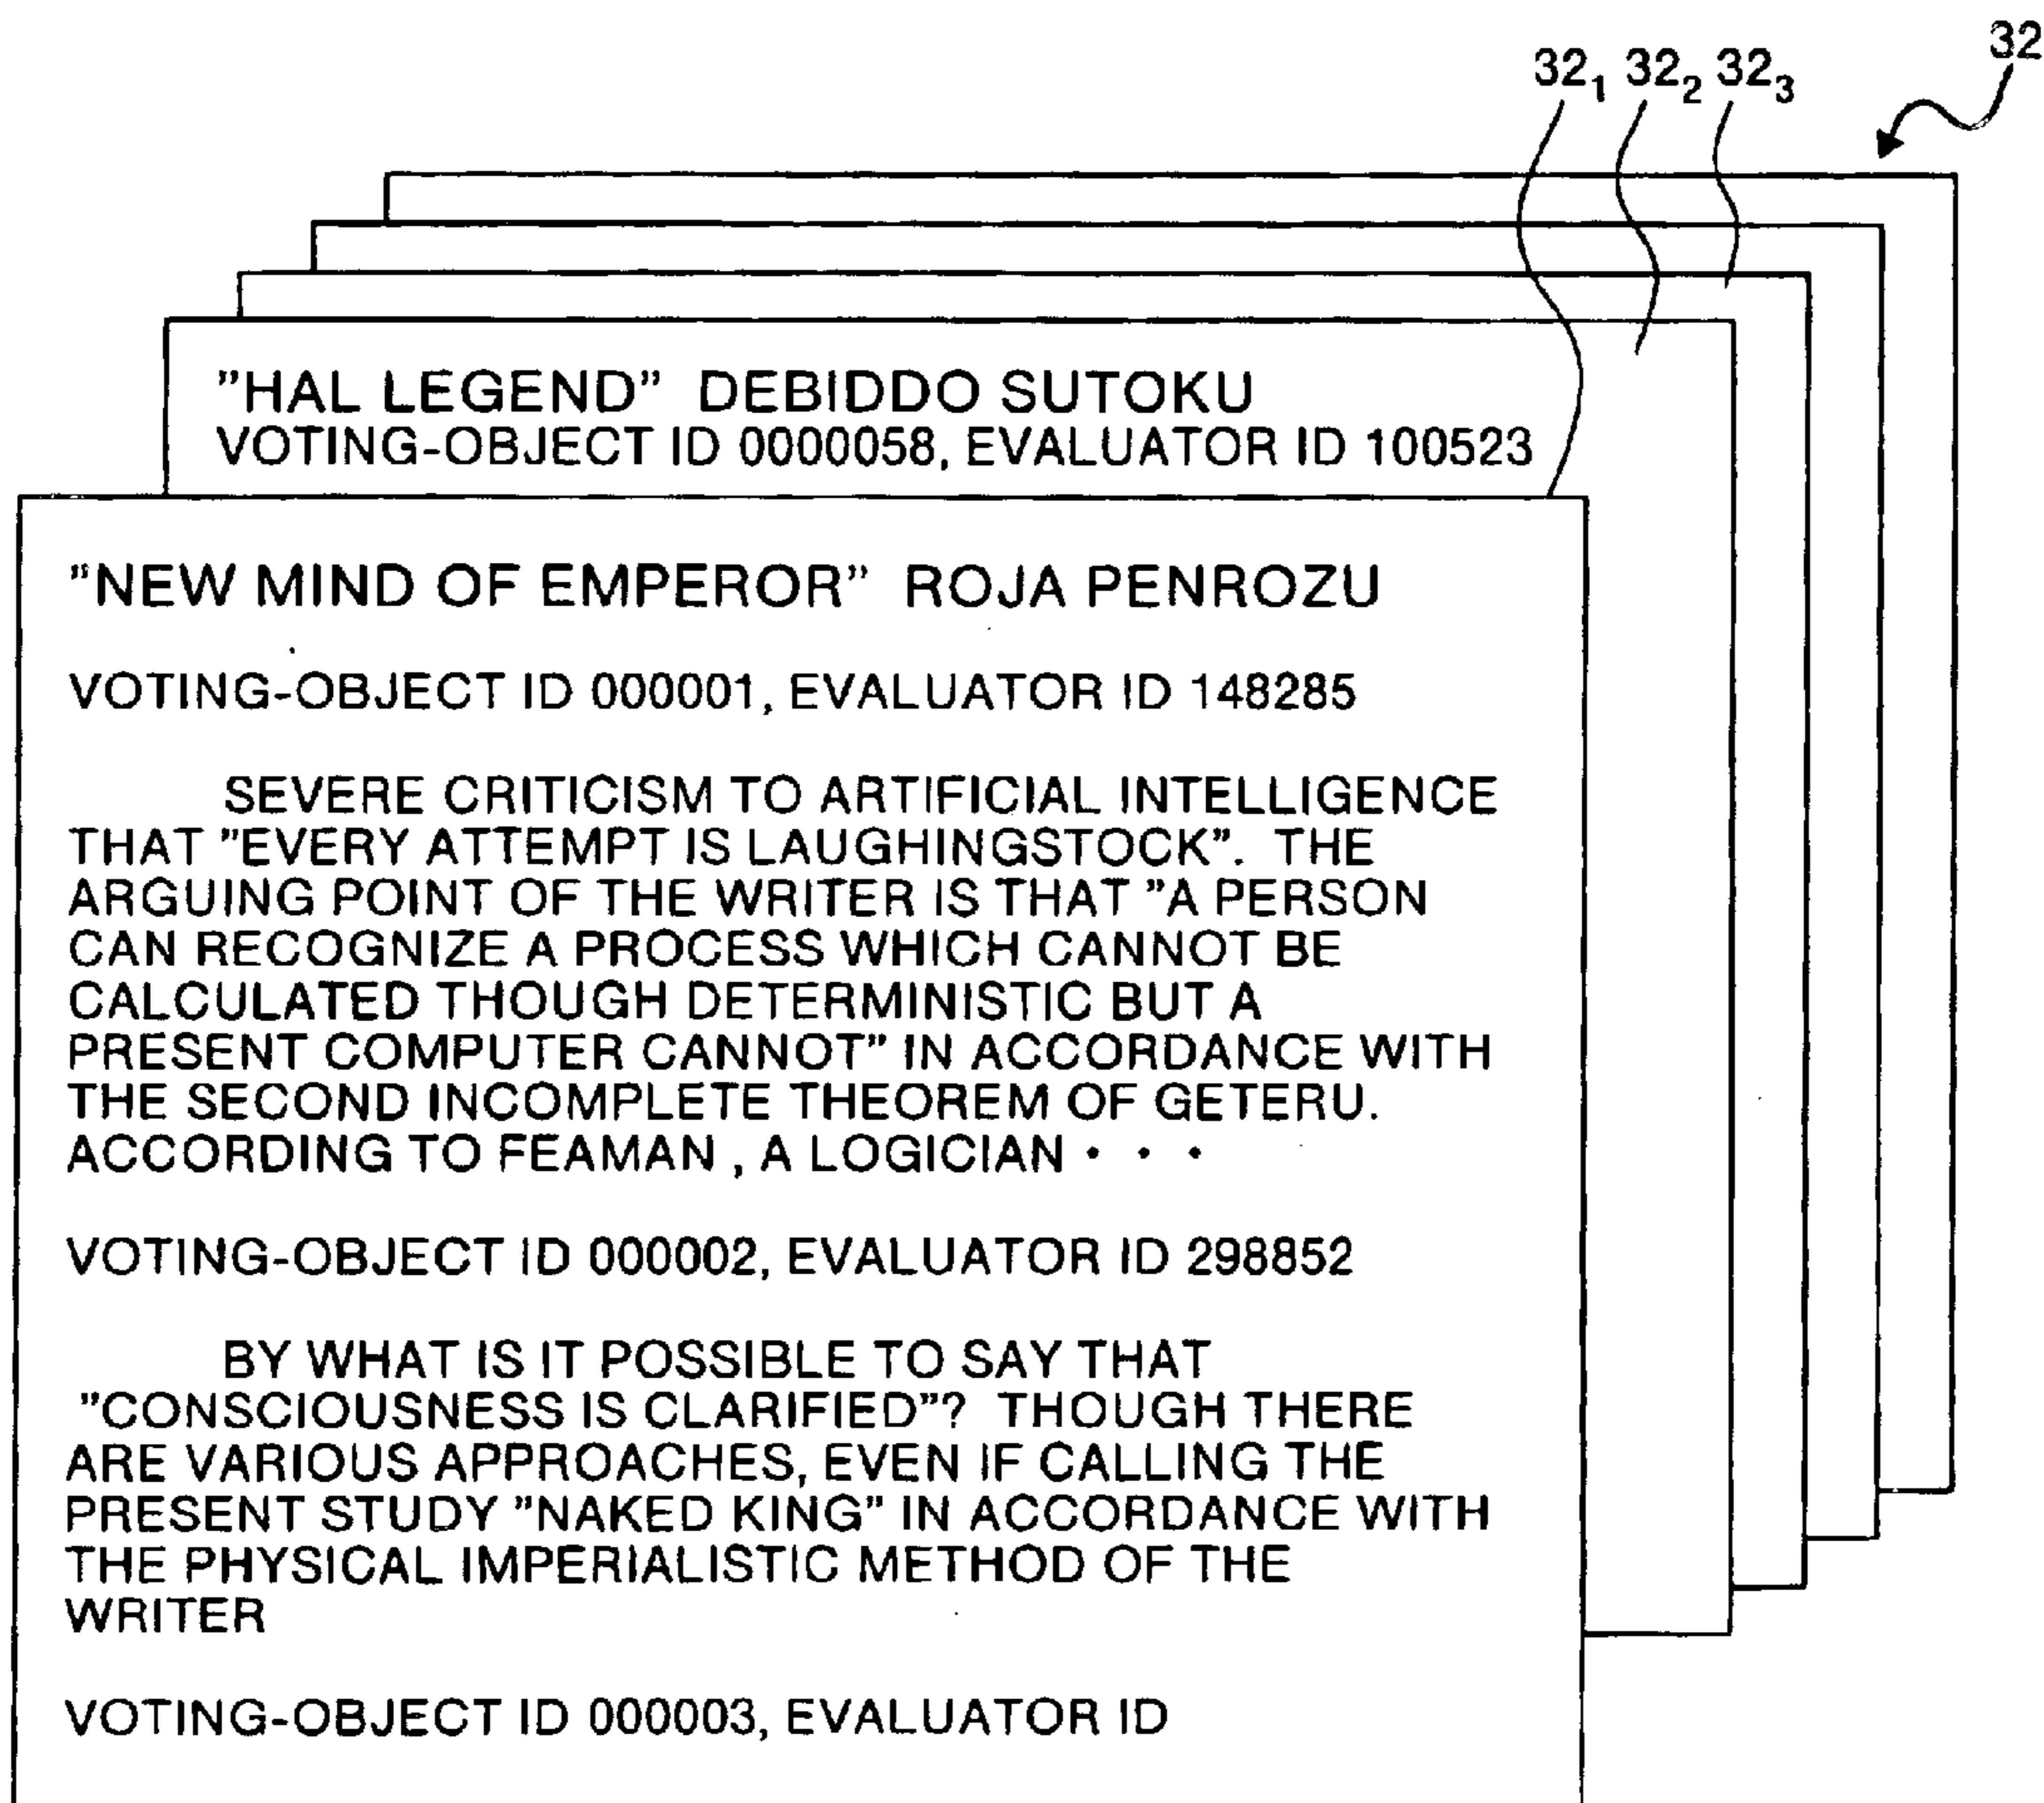 32
32₁ 32₂ 32₃
"HAL LEGEND" DEBIDDO SUTOKU
VOTING-OBJECT ID 0000058, EVALUATOR ID 100523
"NEW MIND OF EMPEROR" ROJA PENROZU
VOTING-OBJECT ID 000001, EVALUATOR ID 148285
SEVERE CRITICISM TO ARTIFICIAL INTELLIGENCE
THAT "EVERY ATTEMPT IS LAUGHINGSTOCK". THE
ARGUING POINT OF THE WRITER IS THAT "A PERSON
CAN RECOGNIZE A PROCESS WHICH CANNOT BE
CALCULATED THOUGH DETERMINISTIC BUT A
PRESENT COMPUTER CANNOT" IN ACCORDANCE WITH
THE SECOND INCOMPLETE THEOREM OF GETERU.
ACCORDING TO FEAMAN , A LOGICIAN · · ·
VOTING-OBJECT ID 000002, EVALUATOR ID 298852
BY WHAT IS IT POSSIBLE TO SAY THAT
"CONSCIOUSNESS IS CLARIFIED"? THOUGH THERE
ARE VARIOUS APPROACHES, EVEN IF CALLING THE
PRESENT STUDY "NAKED KING" IN ACCORDANCE WITH
THE PHYSICAL IMPERIALISTIC METHOD OF THE
WRITER
VOTING-OBJECT ID 000003, EVALUATOR ID